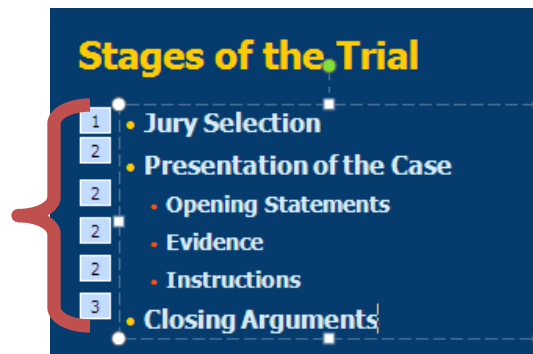 Stages of the Trial
1 • Jury Selection
2 • Presentation of the Case
2 • Opening Statements
2 • Evidence
2 • Instructions
3 • Closing Arguments